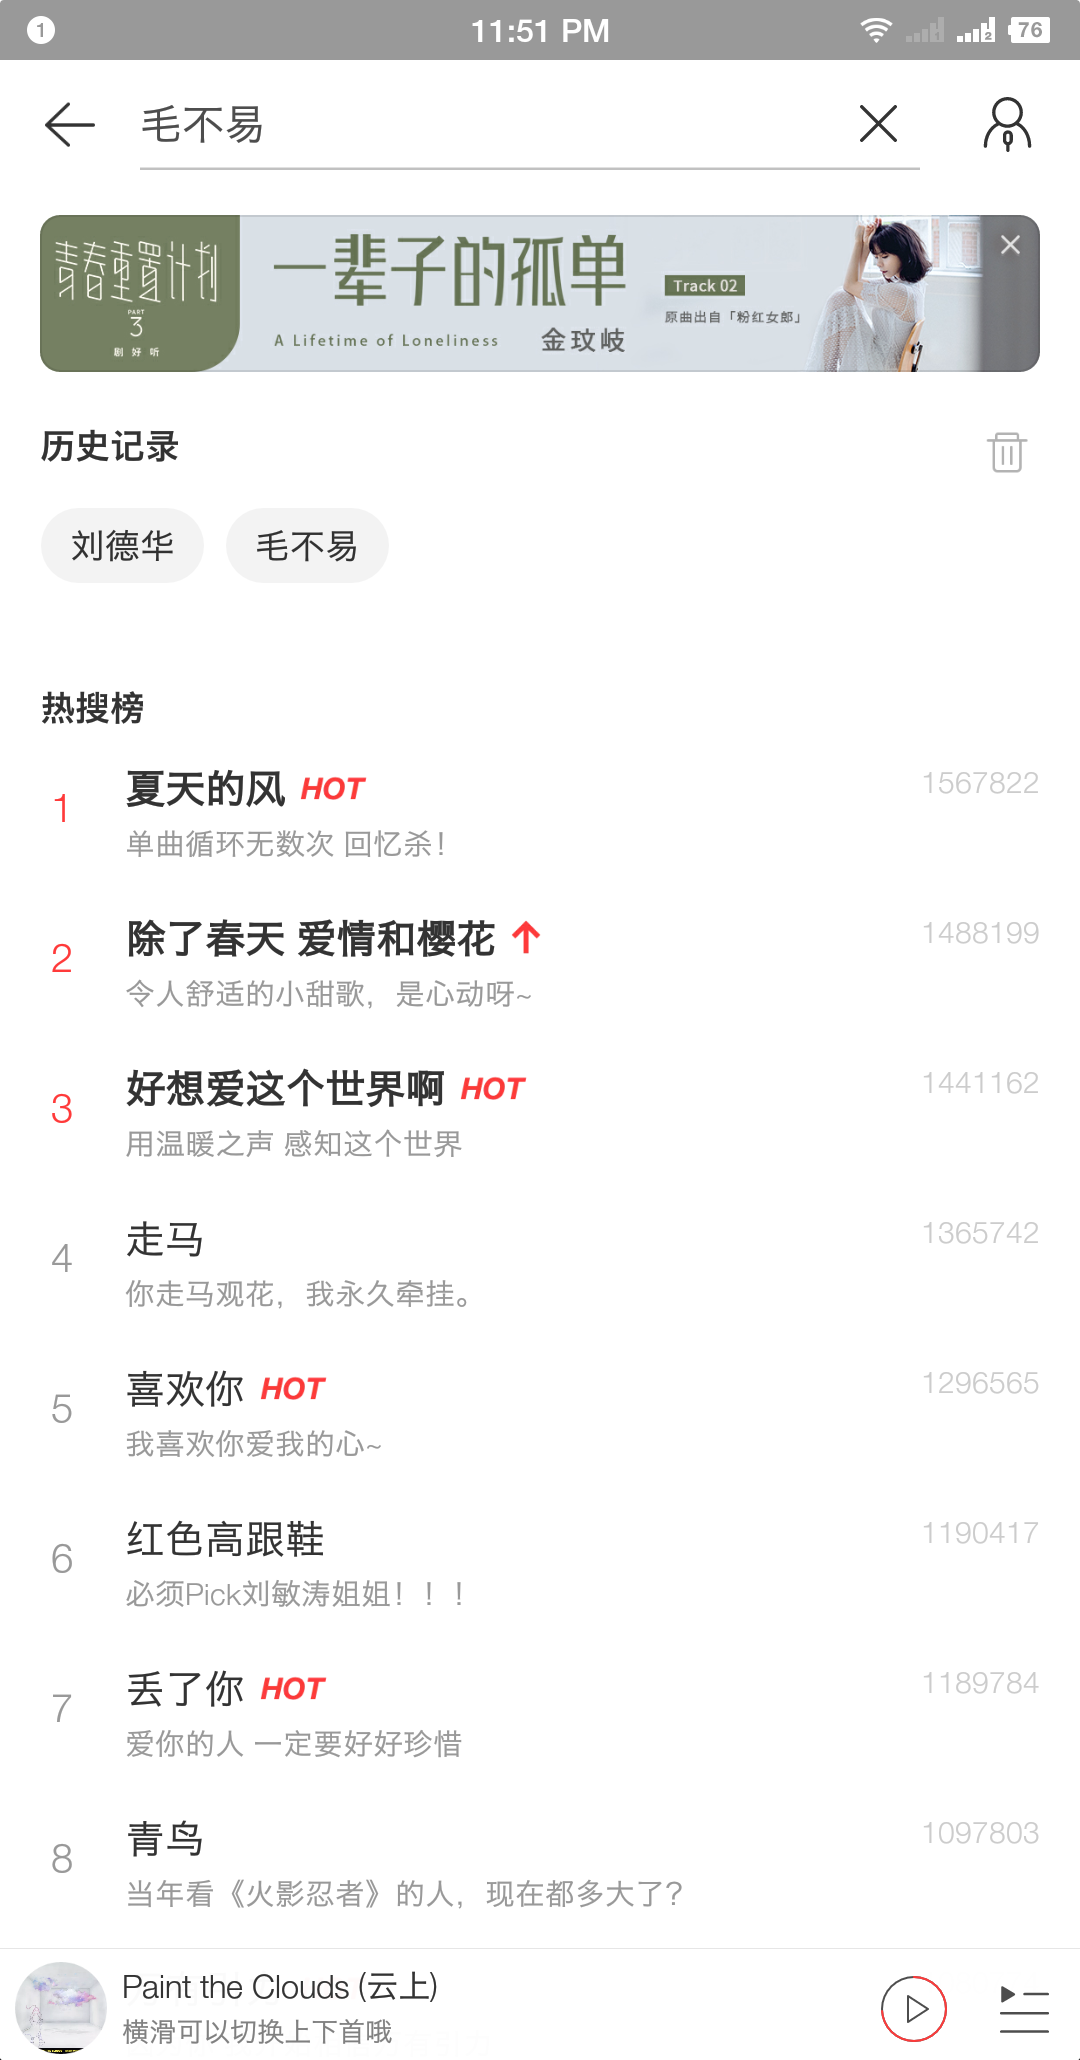 1
11:51 PM
1
2
76
毛不易
青春重置计划
PART
3
剧好听
一辈子的孤单
A Lifetime of Loneliness
金玟岐
Track 02
原曲出自「粉红女郎」
历史记录
刘德华
毛不易
热搜榜
1
夏天的风 HOT
1567822
单曲循环无数次 回忆杀！
2
除了春天 爱情和樱花
1488199
令人舒适的小甜歌，是心动呀~
3
好想爱这个世界啊 HOT
1441162
用温暖之声 感知这个世界
4
走马
1365742
你走马观花，我永久牵挂。
5
喜欢你 HOT
1296565
我喜欢你爱我的心~
6
红色高跟鞋
1190417
必须Pick刘敏涛姐姐！！！
7
丢了你 HOT
1189784
爱你的人 一定要好好珍惜
8
青鸟
1097803
当年看《火影忍者》的人，现在都多大了？
Paint the Clouds (云上)
横滑可以切换上下首哦